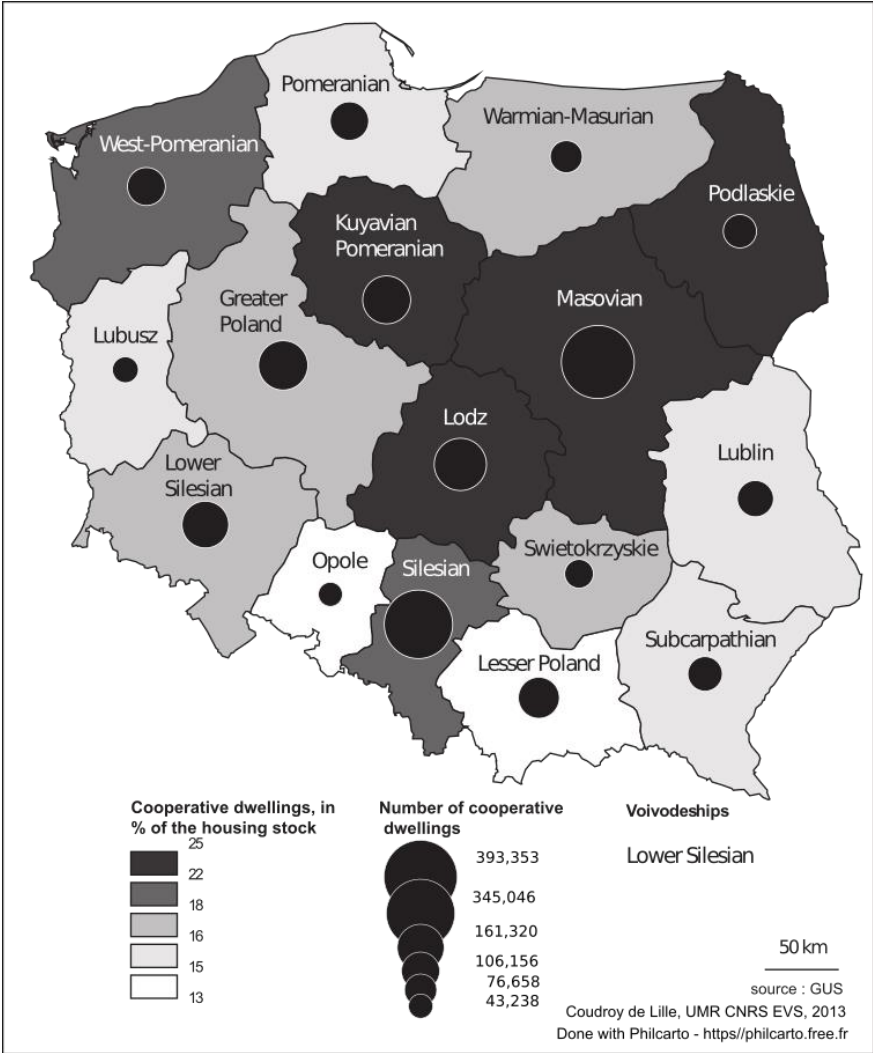 Pomeranian
Warmian-Masurian
West-Pomeranian
Podlaskie
Kuyavian
Pomeranian
Greater
Poland
Masovian
Lubusz
Lodz
Lublin
Lower
Silesian
Opole
Silesian
Swietokrzyskie
Lesser Poland
Subcarpathian
Cooperative dwellings, in
% of the housing stock
25
22
18
16
15
13
Number of cooperative
dwellings
393,353
345,046
161,320
106,156
76,658
43,238
Voivodeships
Lower Silesian
50 km
source : GUS
Coudroy de Lille, UMR CNRS EVS, 2013
Done with Philcarto - https//philcarto.free.fr